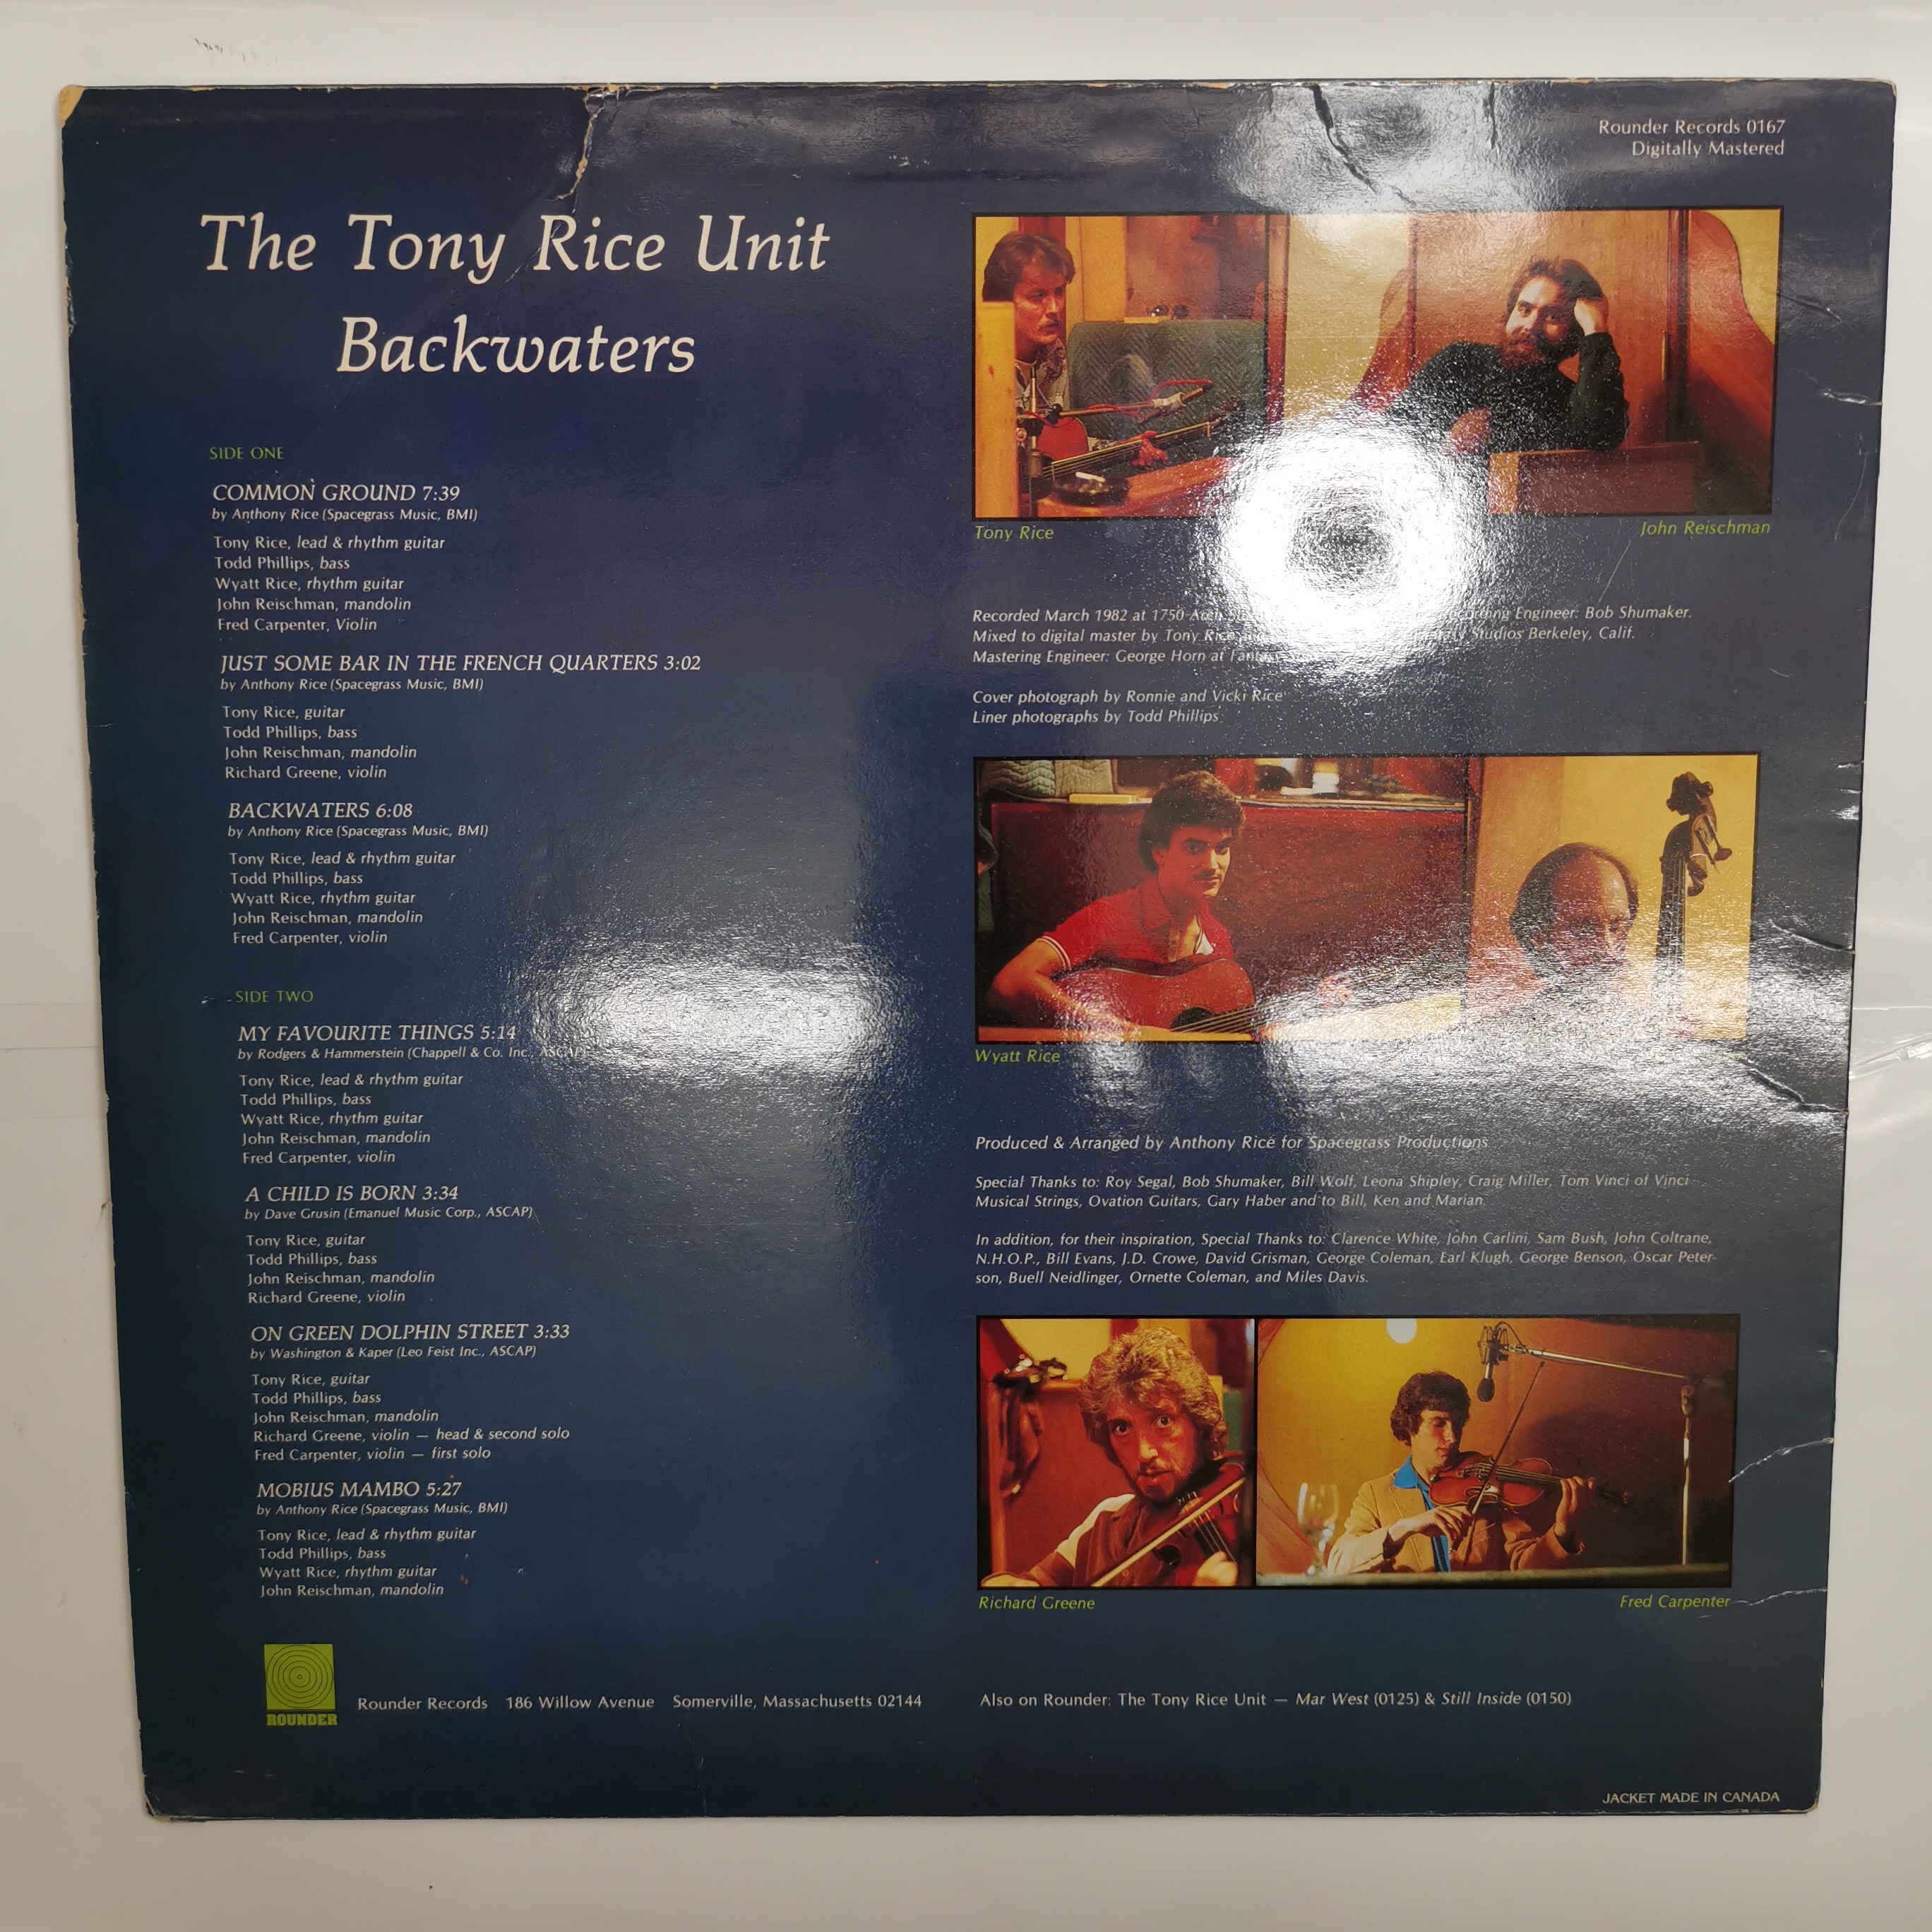 Rounder Records 0167
Digitally Mastered
The Tony Rice Unit
Backwaters
SIDE ONE
COMMON GROUND 7:39
by Anthony Rice (Spacegrass Music, BMI)
Tony Rice, lead & rhythm guitar
Todd Phillips, bass
Wyatt Rice, rhythm guitar
John Reischman, mandolin
Fred Carpenter, Violin
JUST SOME BAR IN THE FRENCH QUARTERS 3:02
by Anthony Rice (Spacegrass Music, BMI)
Tony Rice, guitar
Todd Phillips, bass
John Reischman, mandolin
Richard Greene, violin
BACKWATERS 6:08
by Anthony Rice (Spacegrass Music, BMI)
Tony Rice, lead & rhythm guitar
Todd Phillips, bass
Wyatt Rice, rhythm guitar
John Reischman, mandolin
Fred Carpenter, violin
SIDE TWO
MY FAVOURITE THINGS 5:14
by Rodgers & Hammerstein (Chappell & Co. Inc., ASCAP)
Tony Rice, lead & rhythm guitar
Todd Phillips, bass
Wyatt Rice, rhythm guitar
John Reischman, mandolin
Fred Carpenter, violin
A CHILD IS BORN 3:34
by Dave Grusin (Emanuel Music Corp., ASCAP)
Tony Rice, guitar
Todd Phillips, bass
John Reischman, mandolin
Richard Greene, violin
ON GREEN DOLPHIN STREET 3:33
by Washington & Kaper (Leo Feist Inc., ASCAP)
Tony Rice, guitar
Todd Phillips, bass
John Reischman, mandolin
Richard Greene, violin — head & second solo
Fred Carpenter, violin — first solo
MOBIUS MAMBO 5:27
by Anthony Rice (Spacegrass Music, BMI)
Tony Rice, lead & rhythm guitar
Todd Phillips, bass
Wyatt Rice, rhythm guitar
John Reischman, mandolin
Tony Rice
John Reischman
Recorded March 1982 at 1750 Engineer: Bob Shumaker.
Mixed to digital master by Tony Rice Studios Berkeley, Calif.
Mastering Engineer: George Horn at
Cover photograph by Ronnie and Vicki Rice
Liner photographs by Todd Phillips
Wyatt Rice
Produced & Arranged by Anthony Rice for Spacegrass Productions
Special Thanks to: Roy Segal, Bob Shumaker, Bill Wolf, Leona Shipley, Craig Miller, Tom Vinci of Vinci
Musical Strings, Ovation Guitars, Gary Haber and to Bill, Ken and Marian.
In addition, for their inspiration, Special Thanks to: Clarence White, John Carlini, Sam Bush, John Coltrane,
N.H.O.P., Bill Evans, J.D. Crowe, David Grisman, George Coleman, Earl Klugh, George Benson, Oscar Peter-
son, Buell Neidlinger, Ornette Coleman, and Miles Davis.
Richard Greene
Fred Carpenter
ROUNDER
Rounder Records 186 Willow Avenue Somerville, Massachusetts 02144
Also on Rounder: The Tony Rice Unit — Mar West (0125) & Still Inside (0150)
JACKET MADE IN CANADA